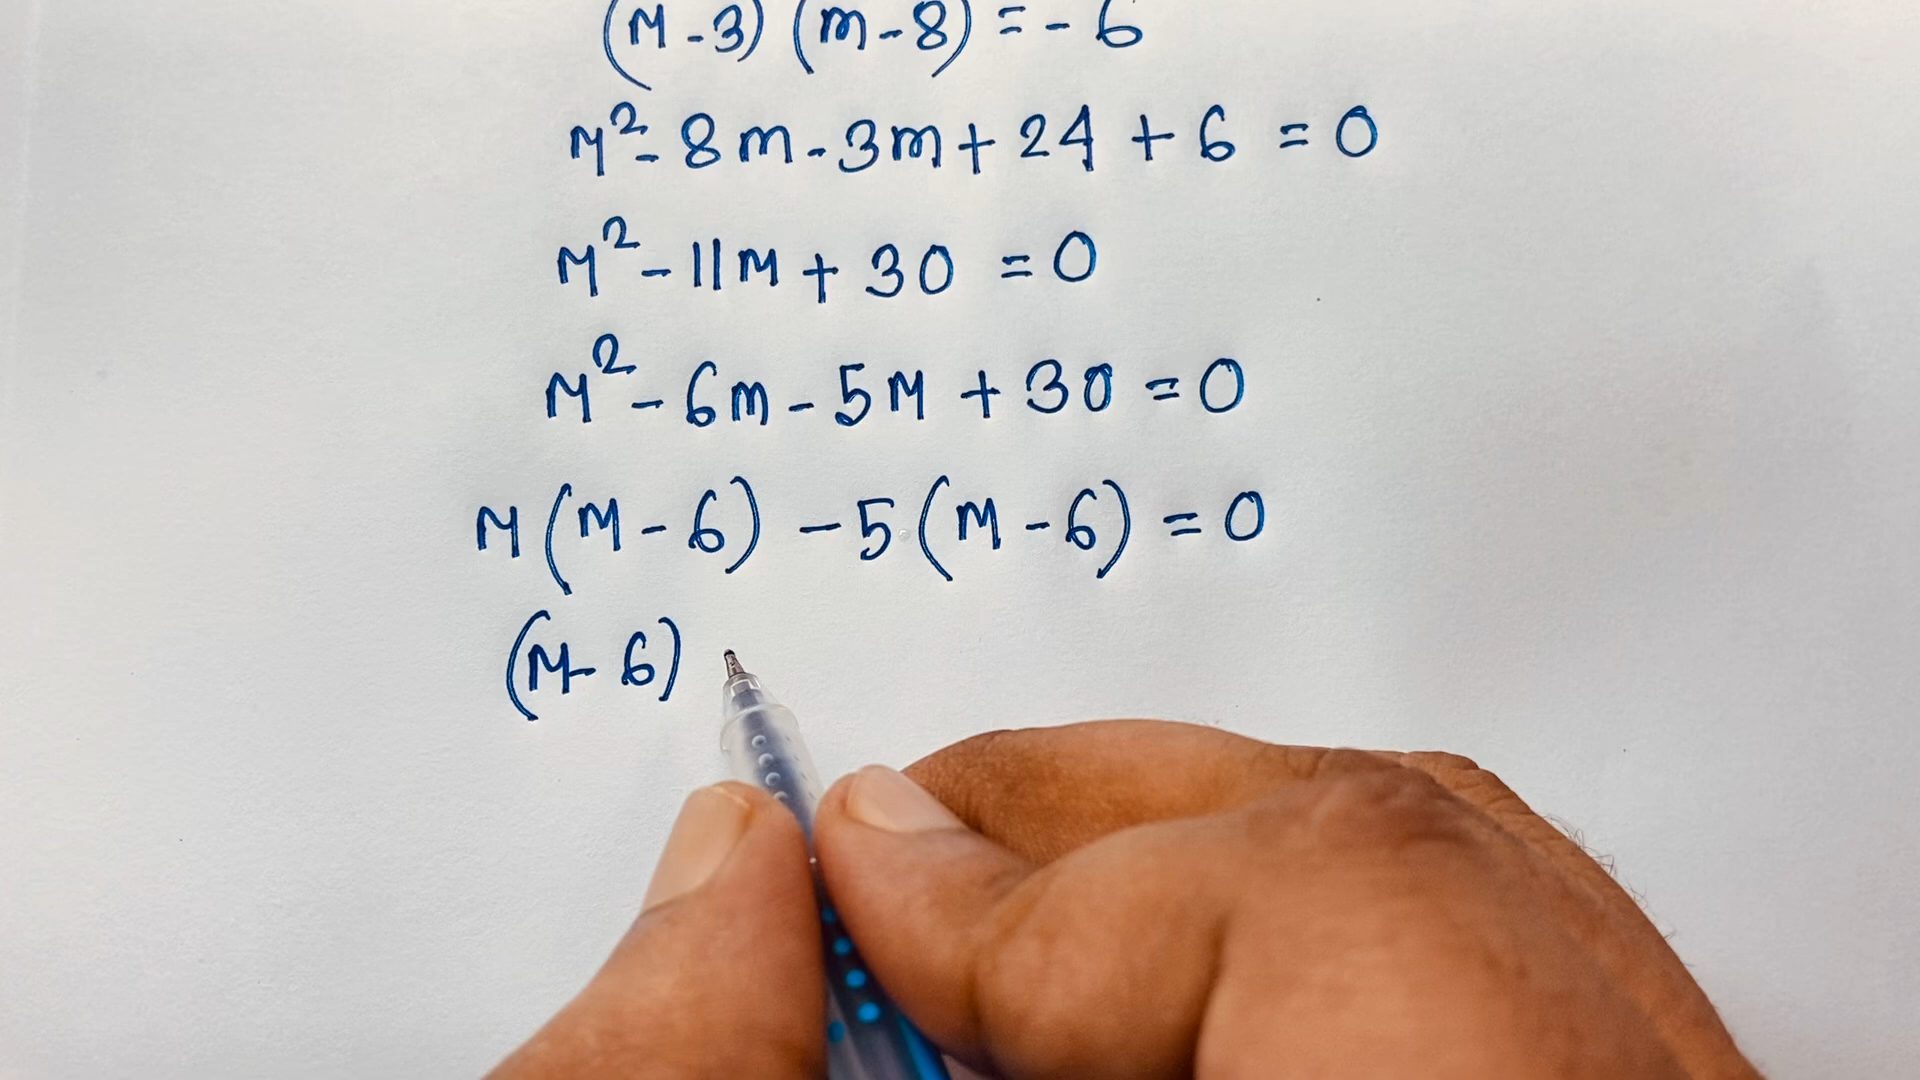 (m-3) (m-8) = - 6
m²- 8m - 3m + 24 + 6 = 0
m² - 11m + 30 = 0
m² - 6m - 5m + 30 = 0
m(m - 6) - 5(m - 6) = 0
(m- 6)